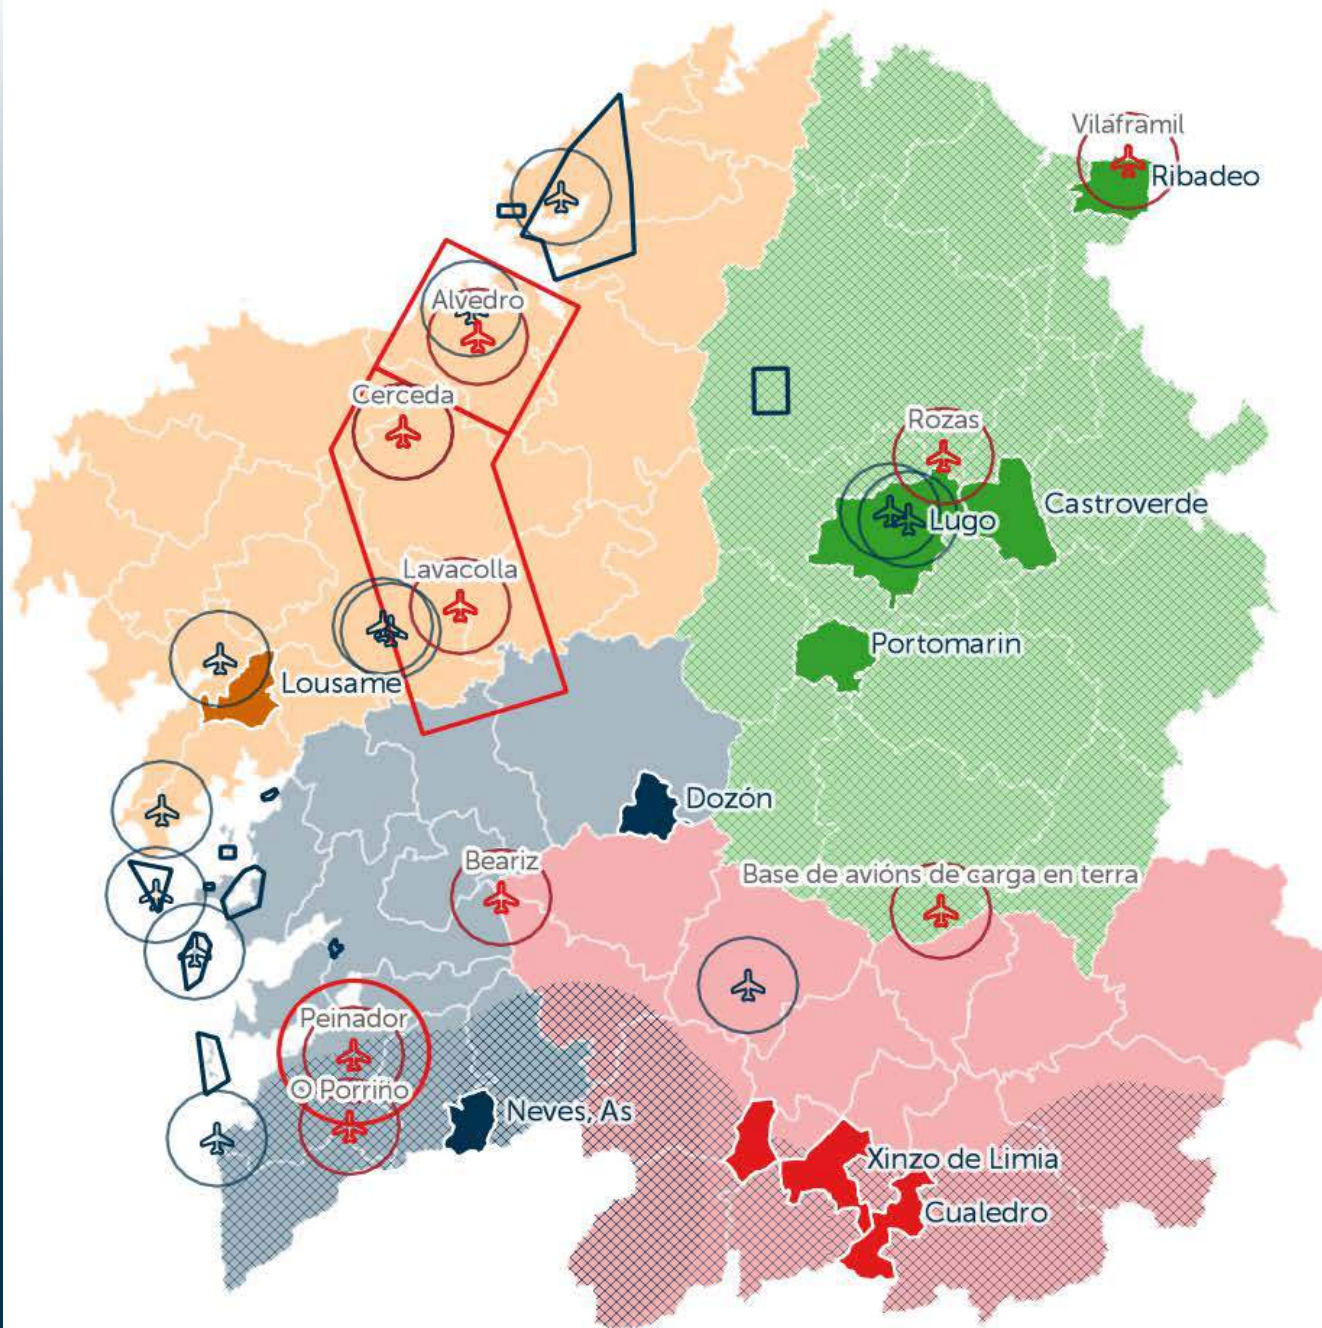 Vilaframil
Ribadeo
Alvedro
Cerceda
Rozas
Castroverde
Lugo
Lavacolla
Portomarin
Lousame
Dozón
Beariz
Base de avións de carga en terra
Peinador
O Porriño
Neves, As
Xinzo de Limia
Cualedro